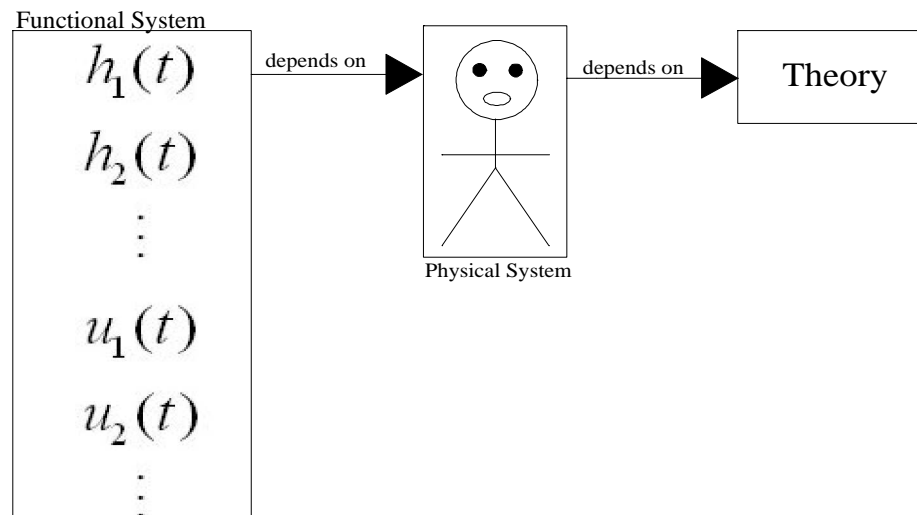 Functional System
h₁(t)
depends on
depends on
Theory
h₂(t)
⋮
Physical System
u₁(t)
u₂(t)
⋮